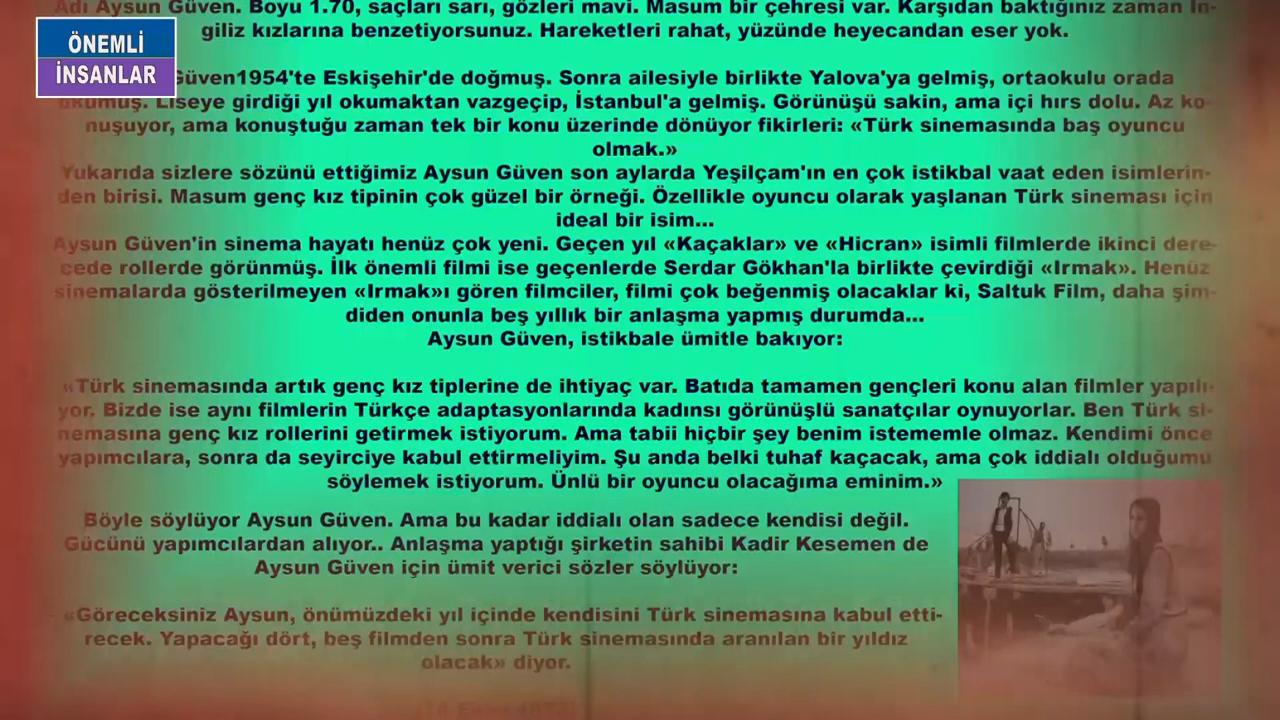 Adı Aysun Güven. Boyu 1.70, saçları sarı, gözleri mavi. Masum bir çehresi var. Karşıdan baktığınız zaman İn-
giliz kızlarına benzetiyorsunuz. Hareketleri rahat, yüzünde heyecandan eser yok.
ÖNEMLİ
İNSANLAR
Güven1954'te Eskişehir'de doğmuş. Sonra ailesiyle birlikte Yalova'ya gelmiş, ortaokulu orada
okumuş. Liseye girdiği yıl okumaktan vazgeçip, İstanbul'a gelmiş. Görünüşü sakin, ama içi hırs dolu. Az ko-
nuşuyor, ama konuştuğu zaman tek bir konu üzerinde dönüyor fikirleri: «Türk sinemasında baş oyuncu
olmak.»
Yukarıda sizlere sözünü ettiğimiz Aysun Güven son aylarda Yeşilçam'ın en çok istikbal vaat eden isimlerin-
den birisi. Masum genç kız tipinin çok güzel bir örneği. Özellikle oyuncu olarak yaşlanan Türk sineması için
ideal bir isim...
Aysun Güven'in sinema hayatı henüz çok yeni. Geçen yıl «Kaçaklar» ve «Hicran» isimli filmlerde ikinci dere-
cede rollerde görünmüş. İlk önemli filmi ise geçenlerde Serdar Gökhan'la birlikte çevirdiği «Irmak». Henüz
sinemalarda gösterilmeyen «Irmak»ı gören filmciler, filmi çok beğenmiş olacaklar ki, Saltuk Film, daha şim-
diden onunla beş yıllık bir anlaşma yapmış durumda...
Aysun Güven, istikbale ümitle bakıyor:
«Türk sinemasında artık genç kız tiplerine de ihtiyaç var. Batıda tamamen gençleri konu alan filmler yapılı-
yor. Bizde ise aynı filmlerin Türkçe adaptasyonlarında kadınsı görünüşlü sanatçılar oynuyorlar. Ben Türk si-
nemasına genç kız rollerini getirmek istiyorum. Ama tabii hiçbir şey benim istememle olmaz. Kendimi önce
yapımcılara, sonra da seyirciye kabul ettirmeliyim. Şu anda belki tuhaf kaçacak, ama çok iddialı olduğumu
söylemek istiyorum. Ünlü bir oyuncu olacağıma eminim.»
Böyle söylüyor Aysun Güven. Ama bu kadar iddialı olan sadece kendisi değil.
Gücünü yapımcılardan alıyor.. Anlaşma yaptığı şirketin sahibi Kadir Kesemen de
Aysun Güven için ümit verici sözler söylüyor:
«Göreceksiniz Aysun, önümüzdeki yıl içinde kendisini Türk sinemasına kabul etti-
recek. Yapacağı dört, beş filmden sonra Türk sinemasında aranılan bir yıldız
olacak» diyor.